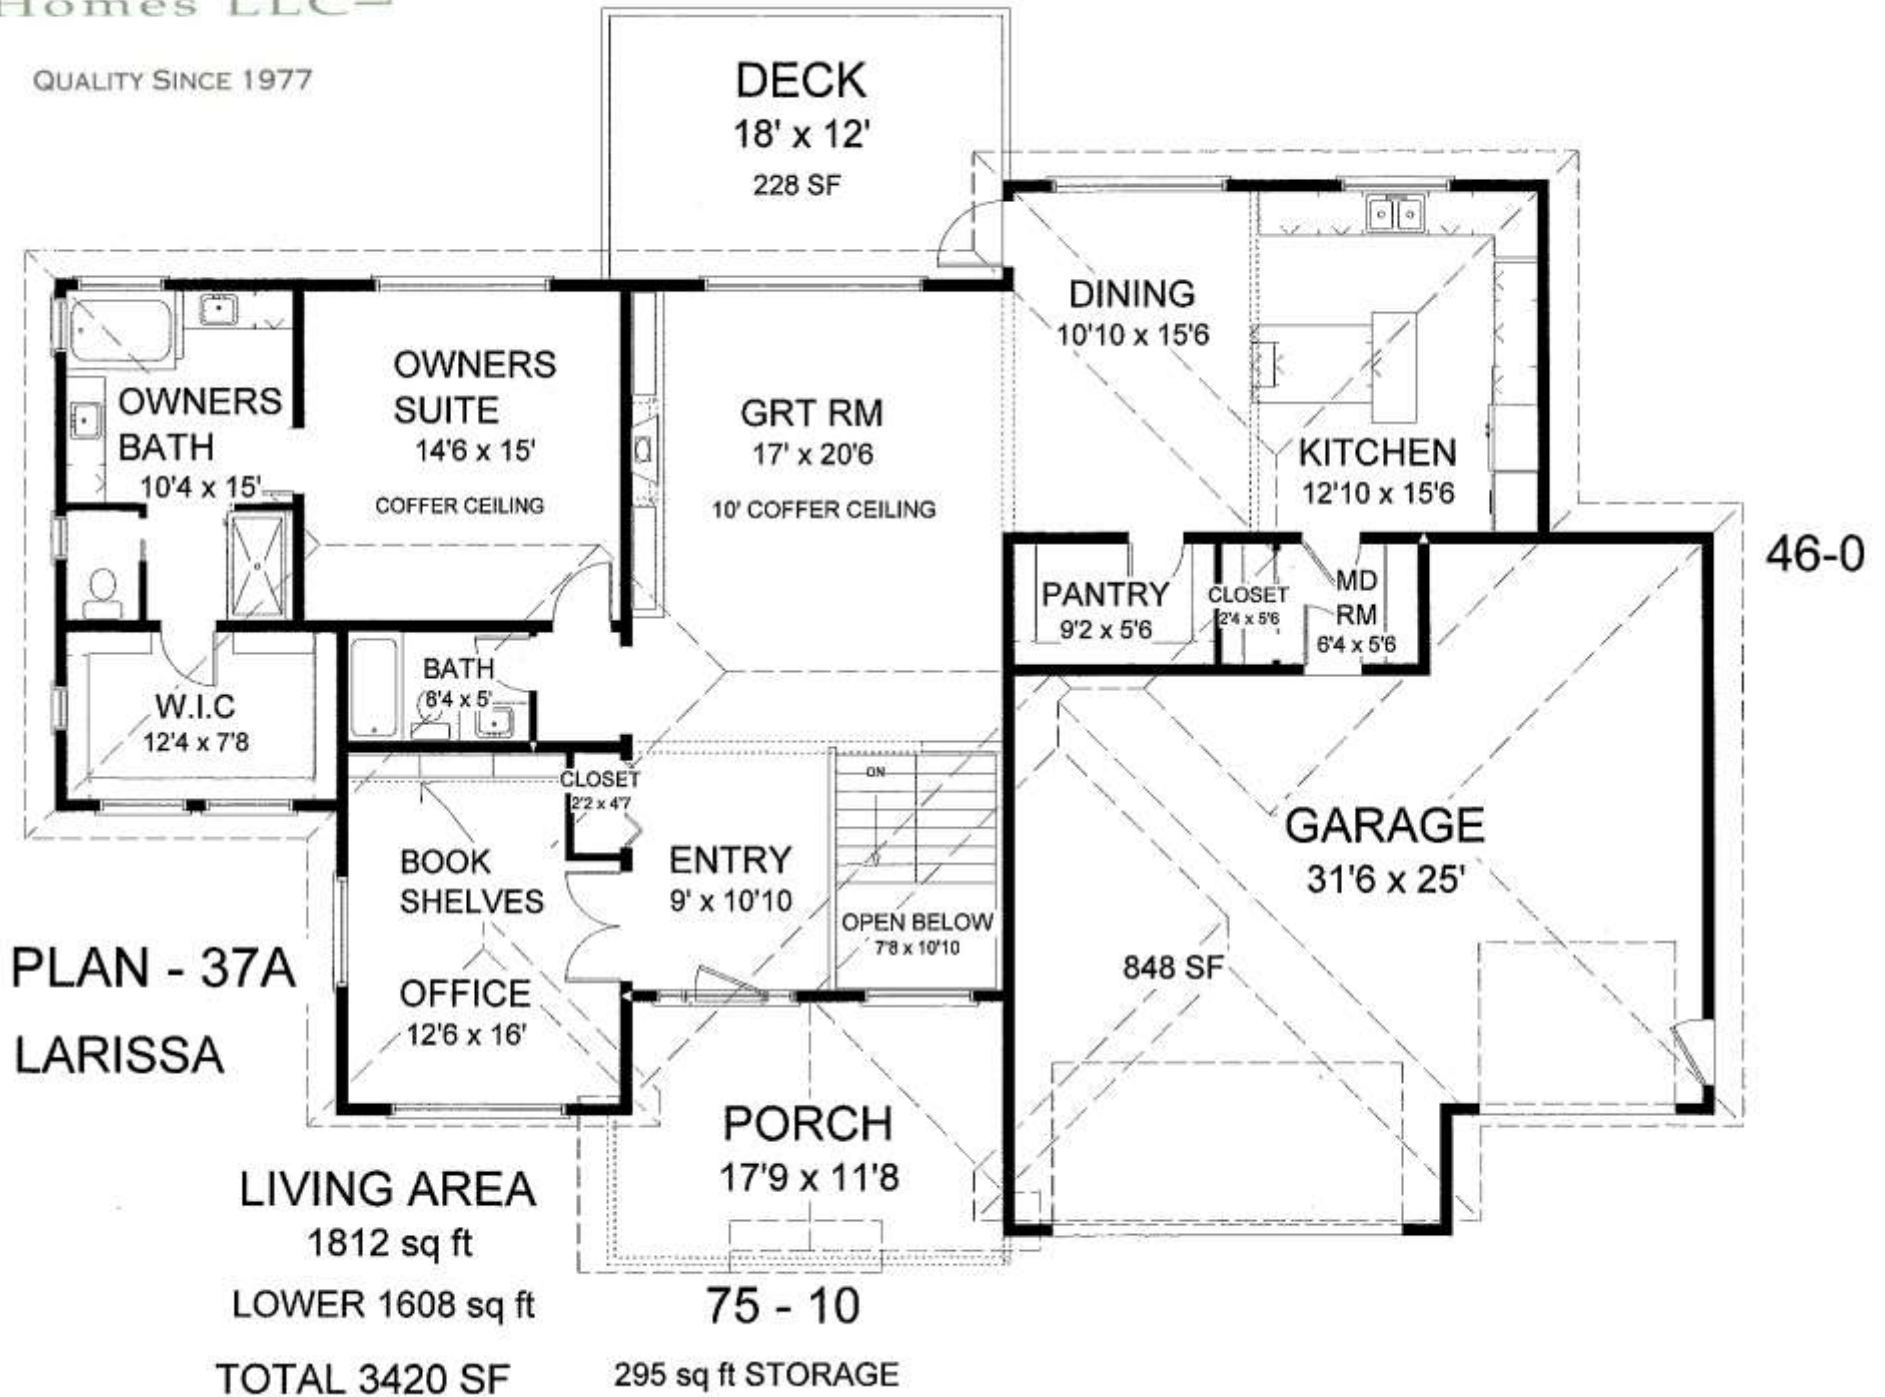 Homes LLC
QUALITY SINCE 1977
DECK
18' x 12'
228 SF
DINING
10'10 x 15'6
KITCHEN
12'10 x 15'6
OWNERS
BATH
10'4 x 15'
OWNERS
SUITE
14'6 x 15'
COFFER CEILING
GRT RM
17' x 20'6
10' COFFER CEILING
46-0
PANTRY
9'2 x 5'6
CLOSET
2'4 x 5'6
MD
RM
6'4 x 5'6
BATH
8'4 x 5'
W.I.C
12'4 x 7'8
CLOSET
2'2 x 4'7
ENTRY
9' x 10'10
OPEN BELOW
7'8 x 10'10
GARAGE
31'6 x 25'
848 SF
BOOK
SHELVES
OFFICE
12'6 x 16'
PLAN - 37A
LARISSA
PORCH
17'9 x 11'8
LIVING AREA
1812 sq ft
LOWER 1608 sq ft
TOTAL 3420 SF
75 - 10
295 sq ft STORAGE